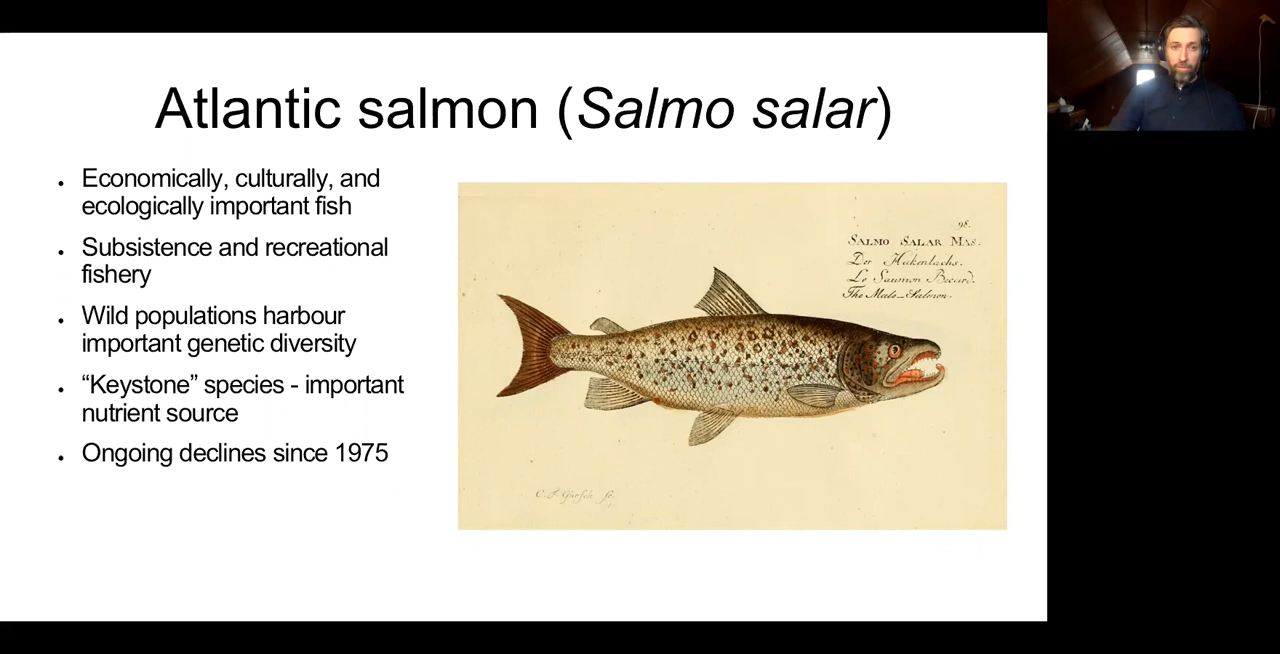 Atlantic salmon (Salmo salar)
• Economically, culturally, and
ecologically important fish
• Subsistence and recreational
fishery
• Wild populations harbour
important genetic diversity
• “Keystone” species - important
nutrient source
• Ongoing declines since 1975
98.
SALMO SALAR MAS.
Der Hakenlachs.
Le Saumon Becard.
The Male-Salmon.